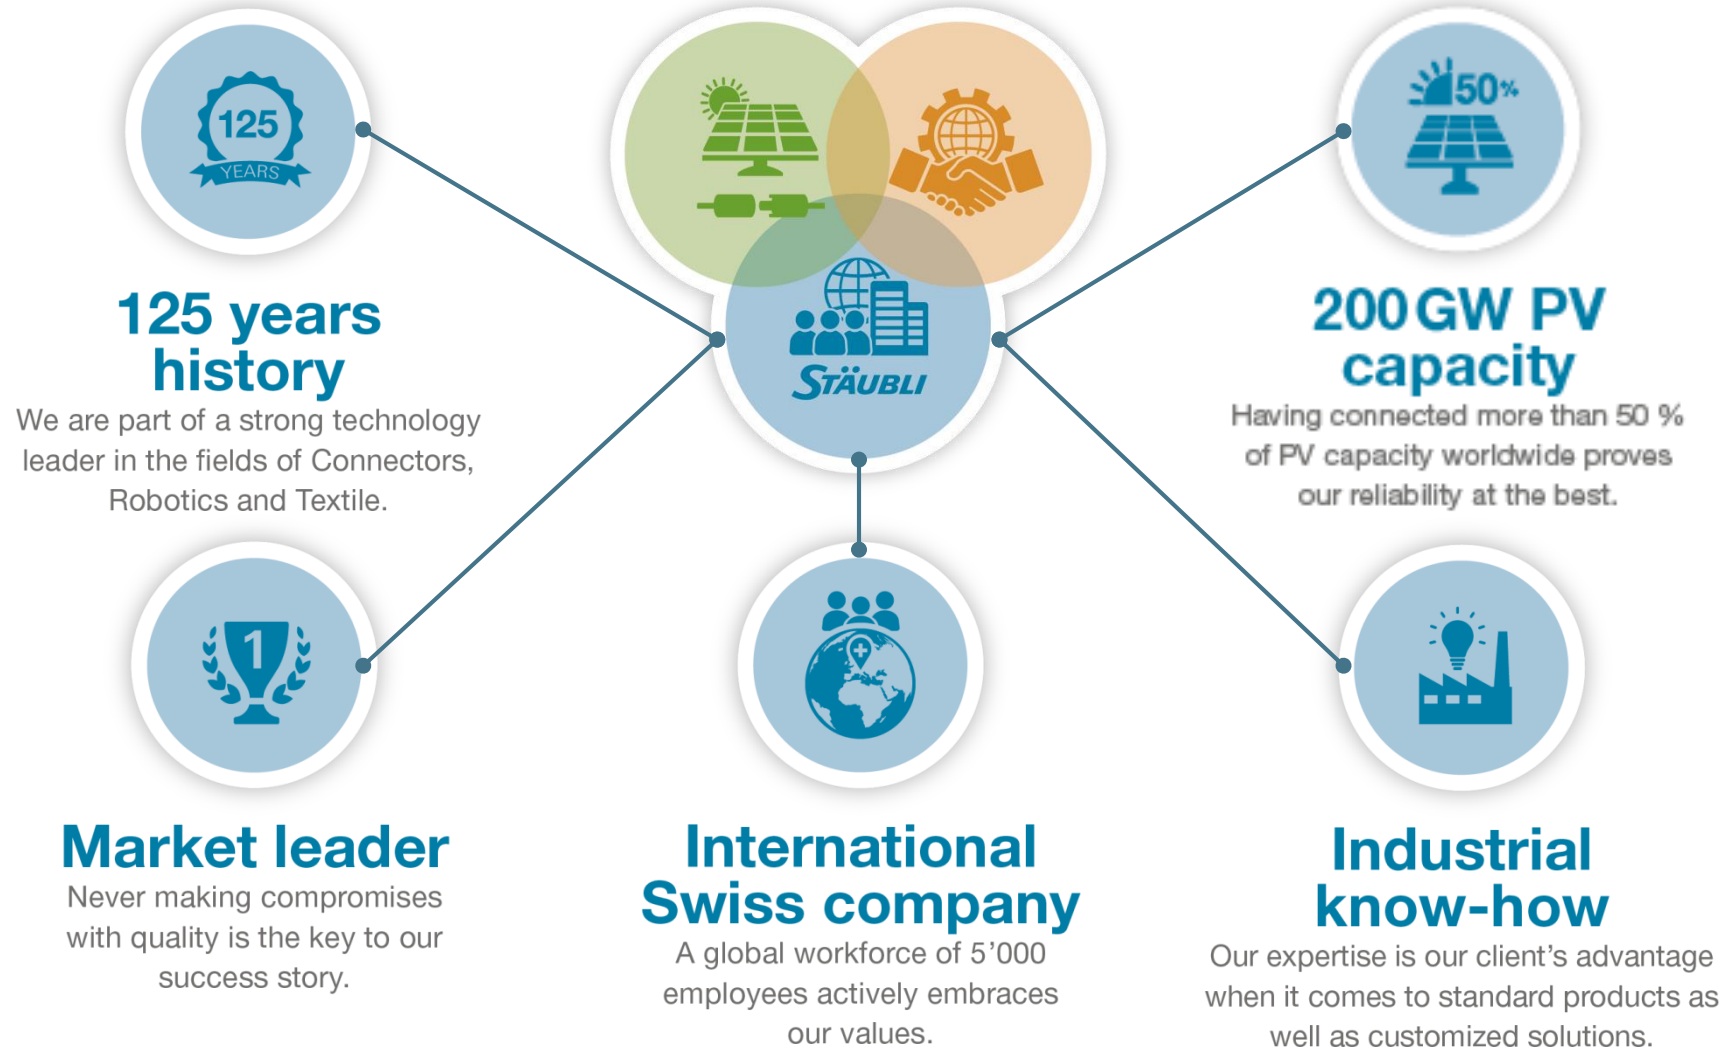 125
YEARS
125 years
history
We are part of a strong technology
leader in the fields of Connectors,
Robotics and Textile.
STÄUBLI
50%
200 GW PV
capacity
Having connected more than 50 %
of PV capacity worldwide proves
our reliability at the best.
1
Market leader
Never making compromises
with quality is the key to our
success story.
International
Swiss company
A global workforce of 5’000
employees actively embraces
our values.
Industrial
know-how
Our expertise is our client’s advantage
when it comes to standard products as
well as customized solutions.